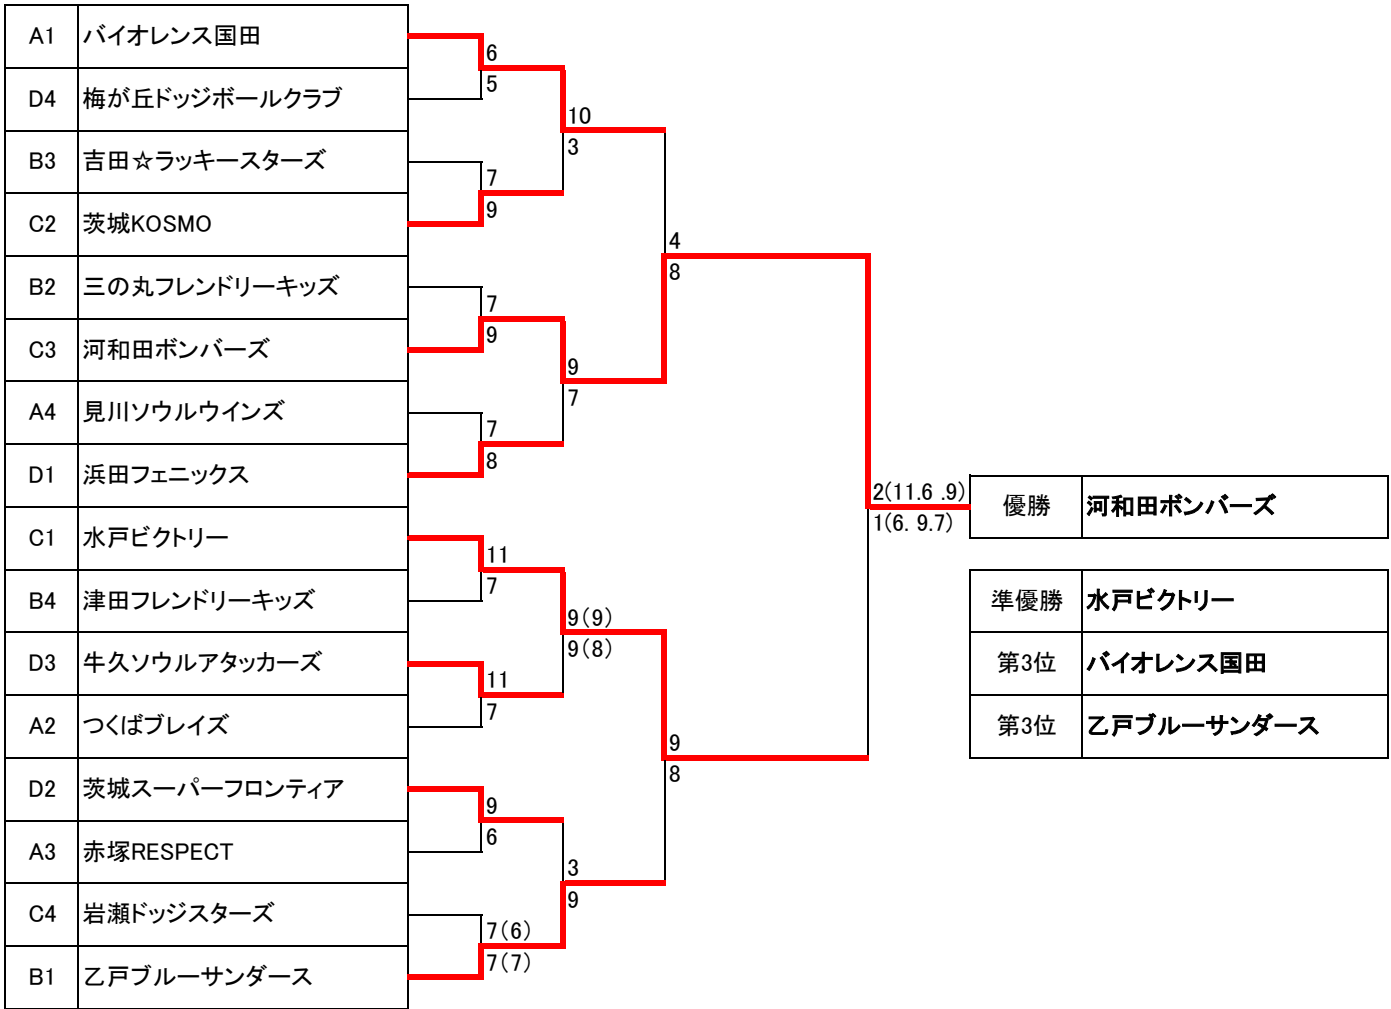 A1 バイオレンス国田
6
5
D4 梅が丘ドッジボールクラブ
10
3
B3 吉田☆ラッキースターズ
7
9
C2 茨城KOSMO
4
8
B2 三の丸フレンドリーキッズ
7
9
C3 河和田ボンバーズ
9
7
A4 見川ソウルウインズ
7
8
D1 浜田フェニックス
2(11.6 .9)
1(6. 9.7)
優勝 河和田ボンバーズ
C1 水戸ビクトリー
11
7
B4 津田フレンドリーキッズ
準優勝 水戸ビクトリー
9(9)
9(8)
D3 牛久ソウルアタッカーズ
第3位 バイオレンス国田
11
7
A2 つくばブレイズ
第3位 乙戸ブルーサンダース
9
8
D2 茨城スーパーフロンティア
9
6
A3 赤塚RESPECT
3
9
C4 岩瀬ドッジスターズ
7(6)
7(7)
B1 乙戸ブルーサンダース